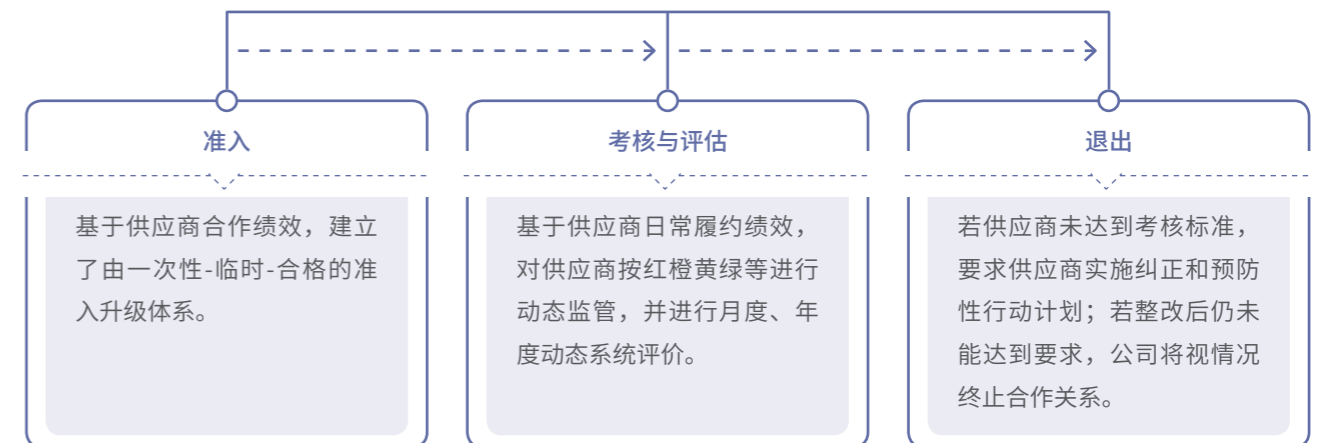 准入
基于供应商合作绩效，建立
了由一次性-临时-合格的准
入升级体系。
考核与评估
基于供应商日常履约绩效，
对供应商按红橙黄绿等进行
动态监管，并进行月度、年
度动态系统评价。
退出
若供应商未达到考核标准，
要求供应商实施纠正和预防
性行动计划；若整改后仍未
能达到要求，公司将视情况
终止合作关系。